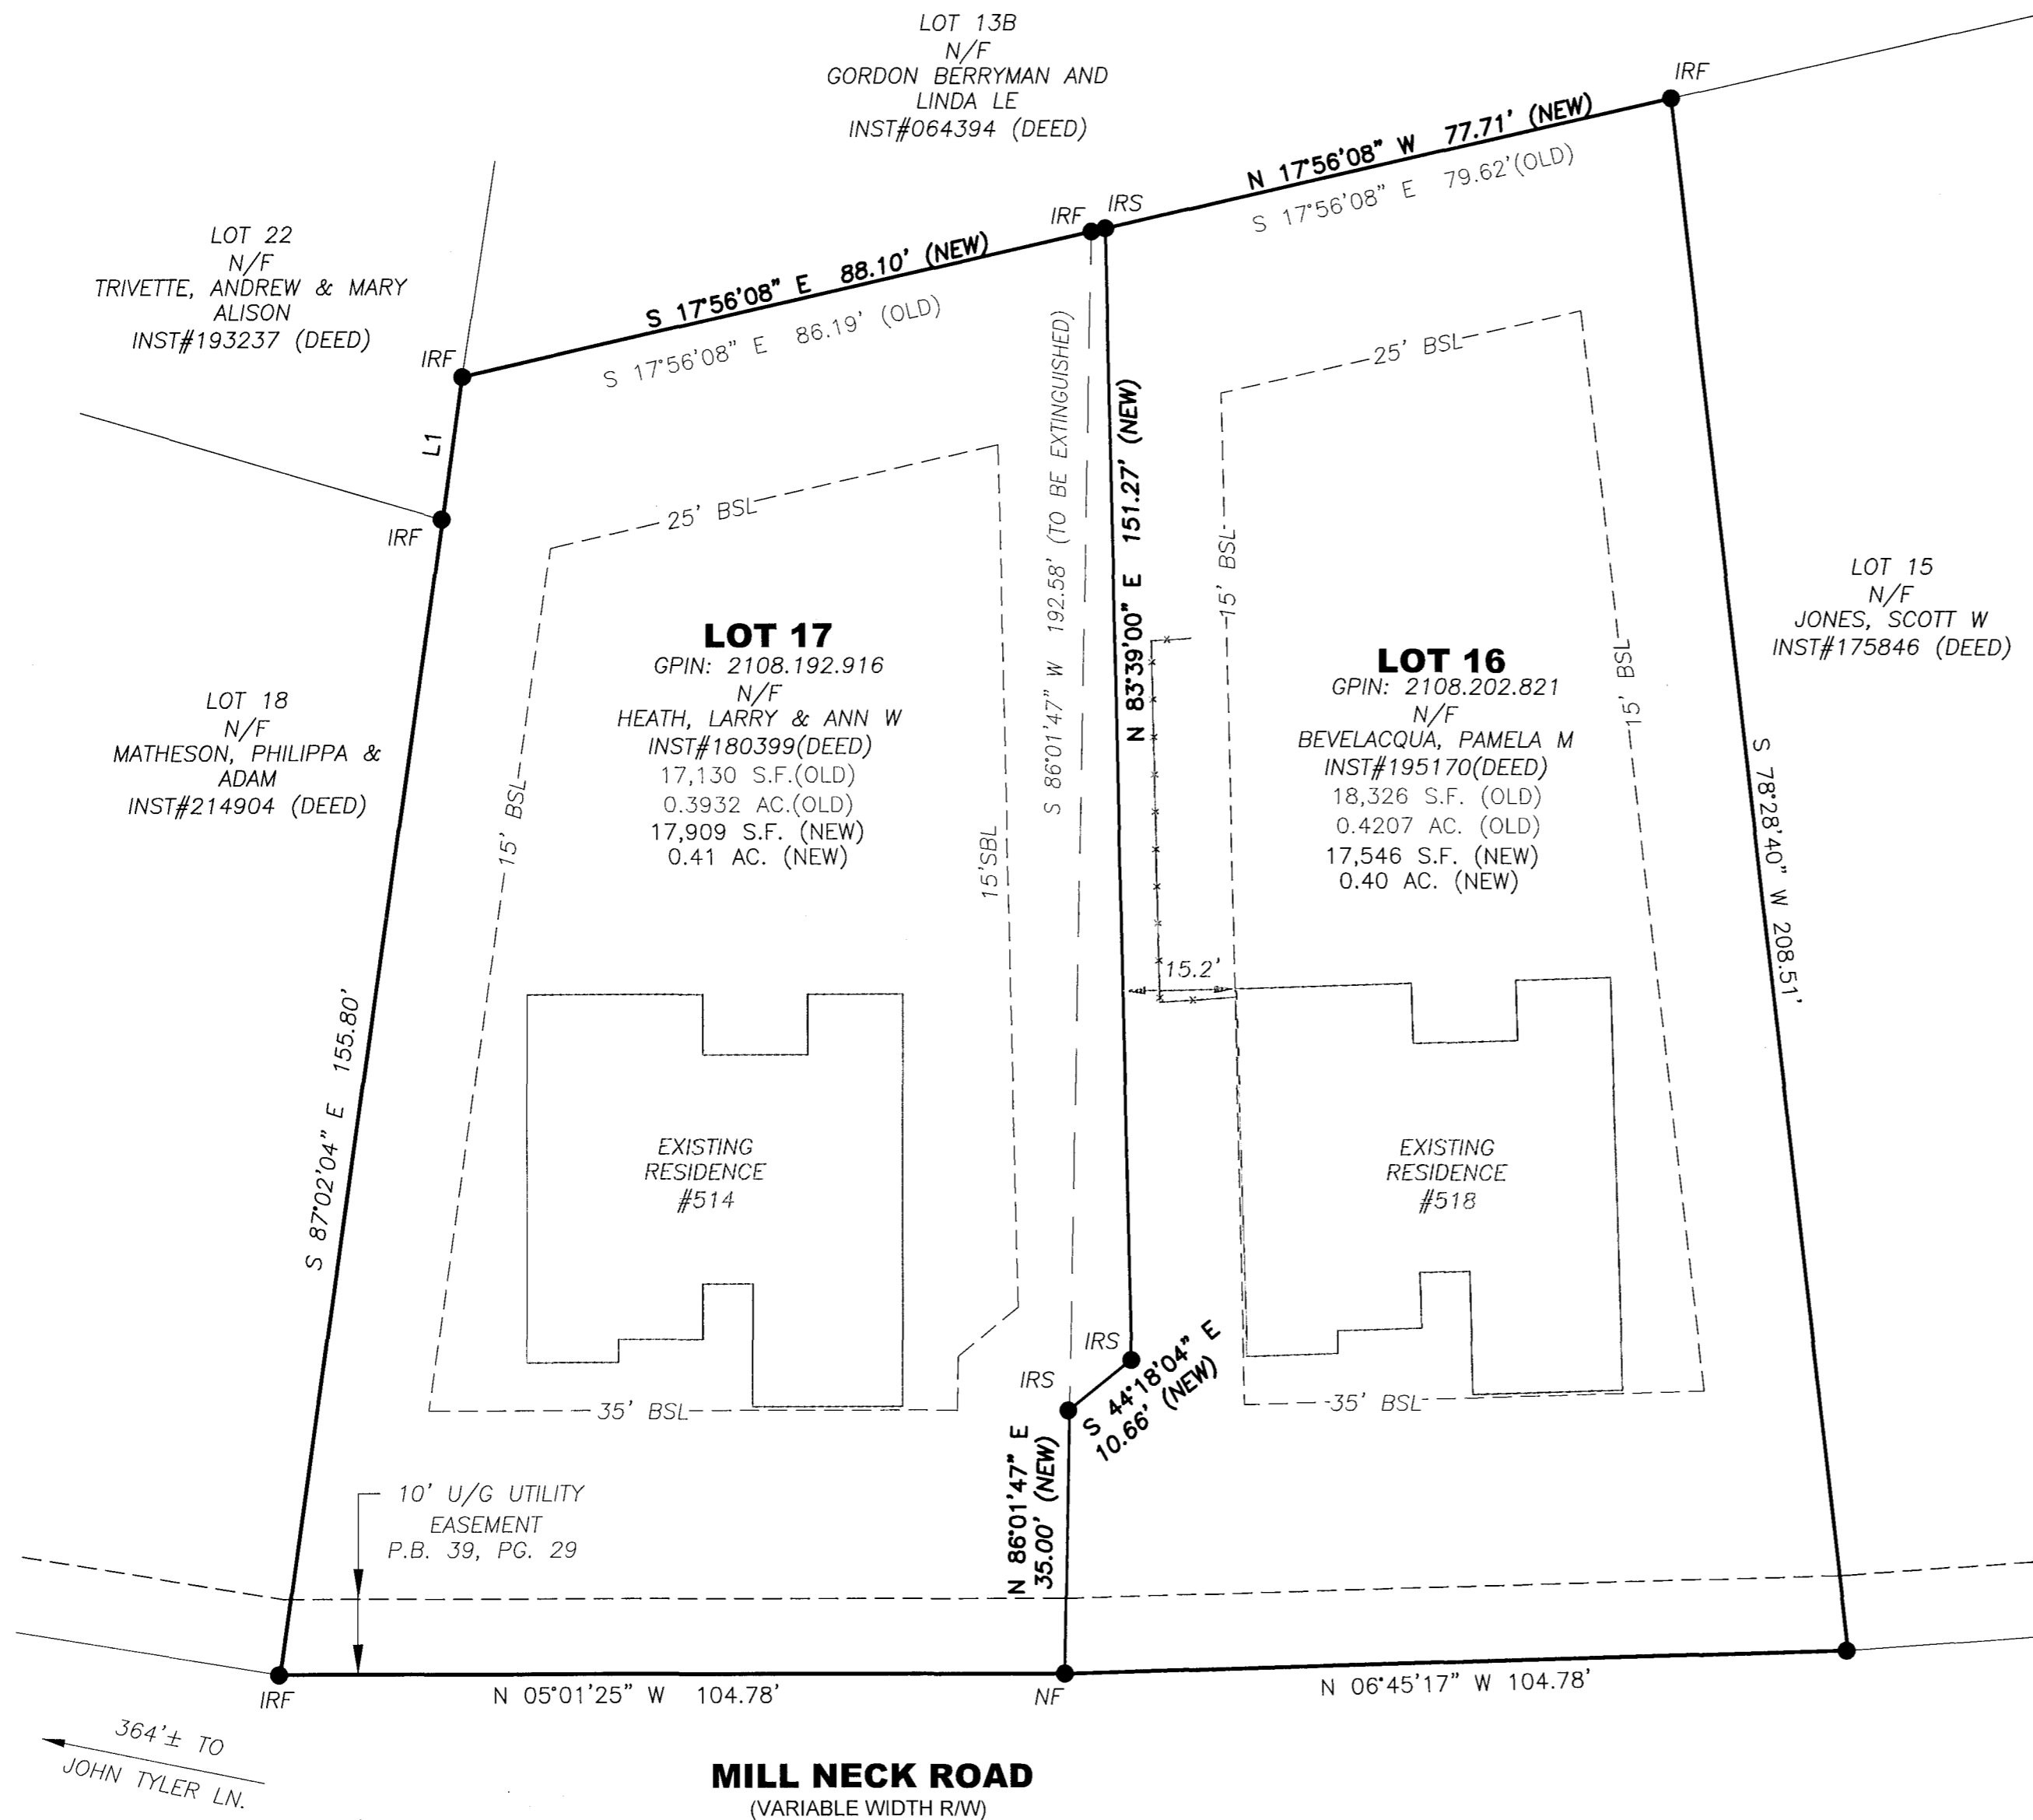 LOT 13B
N/F
GORDON BERRYMAN AND
LINDA LE
INST#064394 (DEED)
IRF
N 17°56'08" W 77.71' (NEW)
S 17°56'08" E 79.62'(OLD)
IRF
IRS
S 17°56'08" E 88.10' (NEW)
S 17°56'08" E 86.19' (OLD)
LOT 22
N/F
TRIVETTE, ANDREW & MARY
ALISON
INST#193237 (DEED)
IRF
L1
IRF
25' BSL
25' BSL
S 86°01'47" W 192.58' (TO BE EXTINGUISHED)
N 83°39'00" E 151.27' (NEW)
15' BSL
LOT 15
N/F
JONES, SCOTT W
INST#175846 (DEED)
LOT 17
GPIN: 2108.192.916
N/F
HEATH, LARRY & ANN W
INST#180399(DEED)
17,130 S.F.(OLD)
0.3932 AC.(OLD)
17,909 S.F. (NEW)
0.41 AC. (NEW)
LOT 16
GPIN: 2108.202.821
N/F
BEVELACQUA, PAMELA M
INST#195170(DEED)
18,326 S.F. (OLD)
0.4207 AC. (OLD)
17,546 S.F. (NEW)
0.40 AC. (NEW)
15' BSL
LOT 18
N/F
MATHESON, PHILIPPA &
ADAM
INST#214904 (DEED)
15' BSL
15'SBL
S 78°28'40" W 208.51'
15.2'
S 87°02'04" E 155.80'
EXISTING
RESIDENCE
#514
EXISTING
RESIDENCE
#518
IRS
IRS
S 44°18'04" E
10.66' (NEW)
35' BSL
35' BSL
N 86°01'47" E
35.00' (NEW)
10' U/G UTILITY
EASEMENT
P.B. 39, PG. 29
IRF
N 05°01'25" W 104.78'
NF
N 06°45'17" W 104.78'
364'± TO
JOHN TYLER LN.
MILL NECK ROAD
(VARIABLE WIDTH R/W)